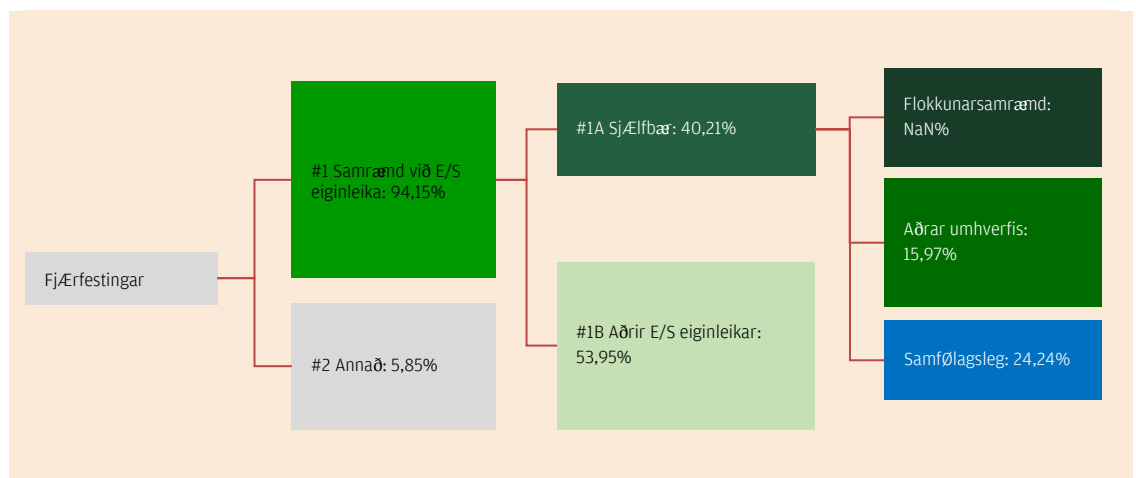 FjÆrfestingar
#1 Samræmd við E/S
eiginleika: 94,15%
#2 Annað: 5,85%
#1A SjÆlfbær: 40,21%
#1B Aðrir E/S eiginleikar:
53,95%
Flokkunarsamræmd:
NaN%
Aðrar umhverfis:
15,97%
SamfØlagsleg: 24,24%